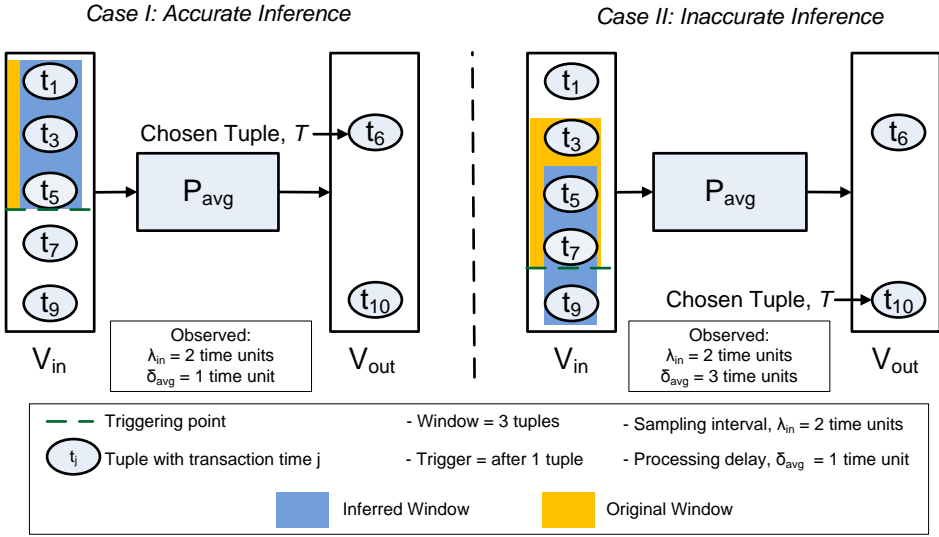 Case I: Accurate Inference
t1
t3
t5
t7
t9
Vin
Chosen Tuple, T
Pavg
t6
t10
Vout
Observed:
λin = 2 time units
δavg = 1 time unit
Case II: Inaccurate Inference
t1
t3
t5
t7
t9
Vin
Pavg
Chosen Tuple, T
t6
t10
Vout
Observed:
λin = 2 time units
δavg = 3 time units
Triggering point
- Window = 3 tuples
- Sampling interval, λin = 2 time units
tj
Tuple with transaction time j
- Trigger = after 1 tuple
- Processing delay, δavg = 1 time unit
Inferred Window
Original Window